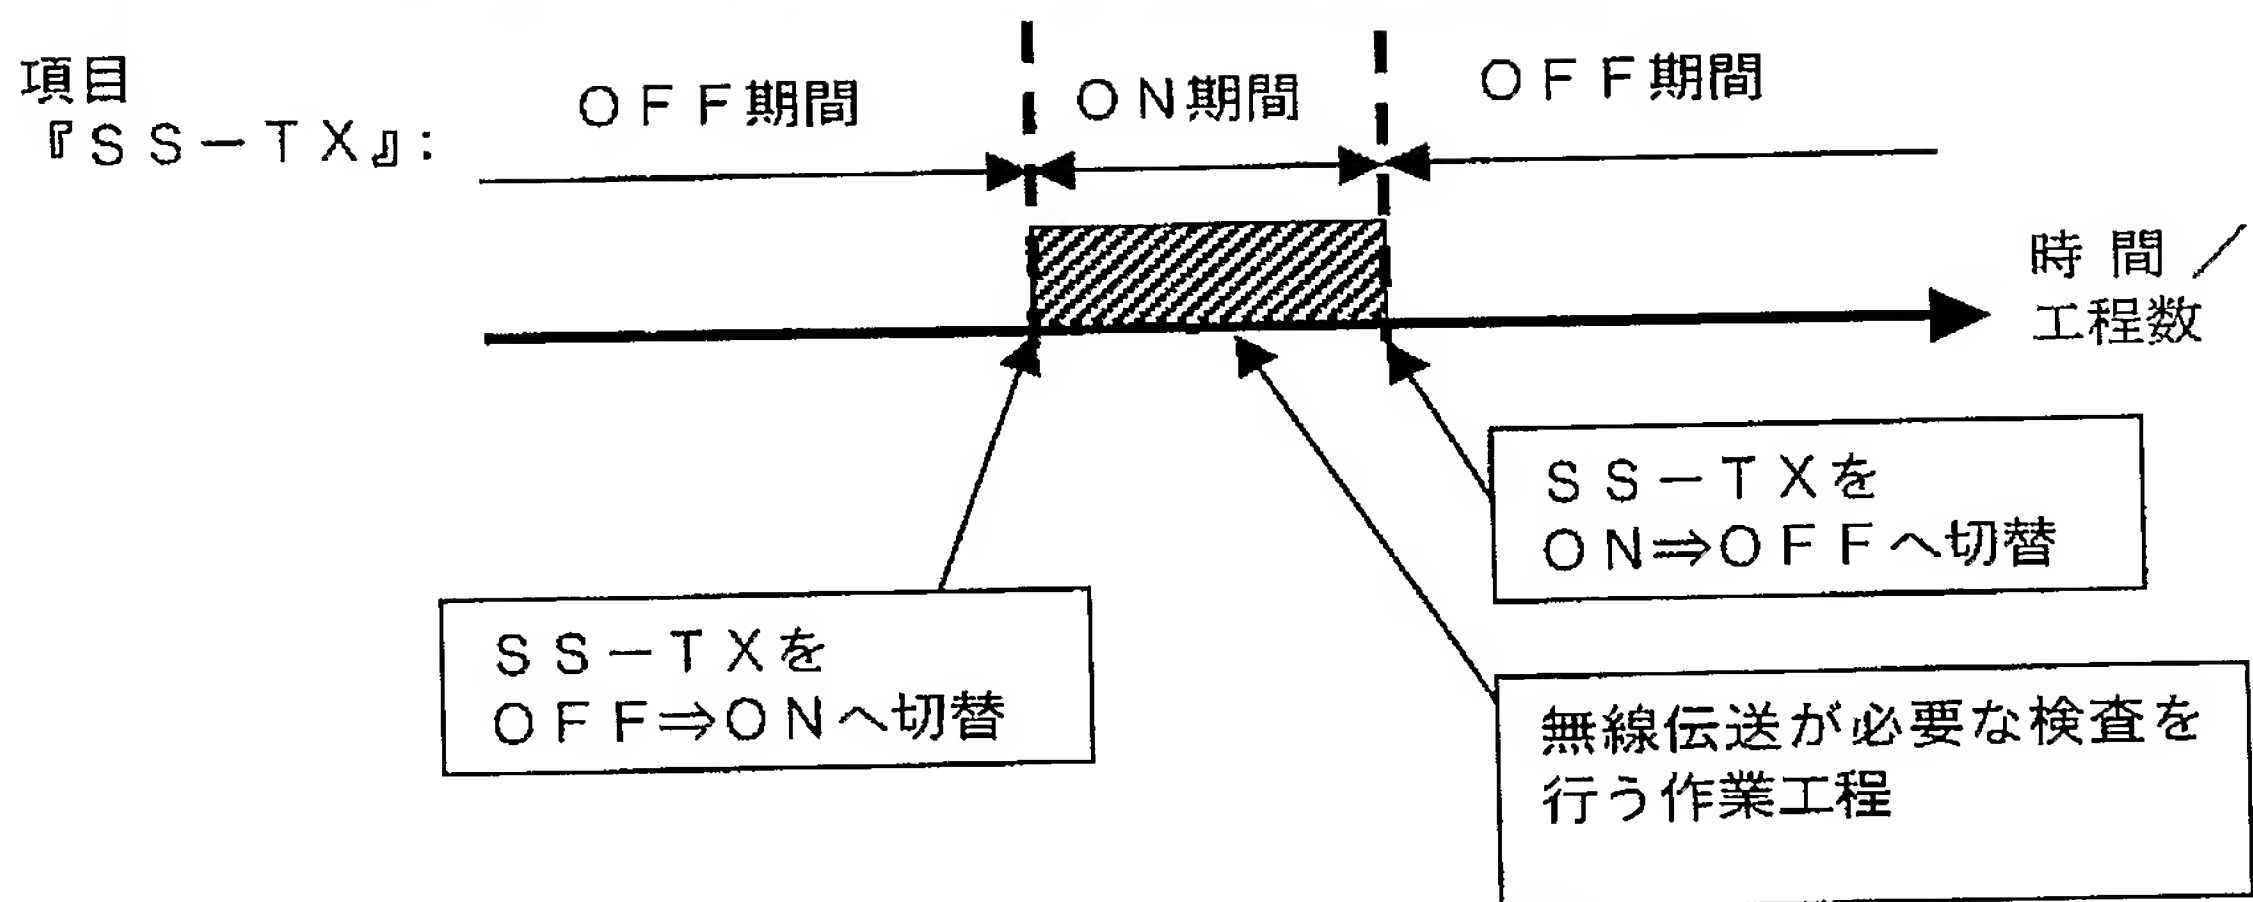 項目
『ＳＳ－ＴＸ』:
ＯＦＦ期間
ＯＮ期間
ＯＦＦ期間
時間／
工程数
ＳＳ－ＴＸを
ＯＮ⇒ＯＦＦへ切替
ＳＳ－ＴＸを
ＯＦＦ⇒ＯＮへ切替
無線伝送が必要な検査を
行う作業工程